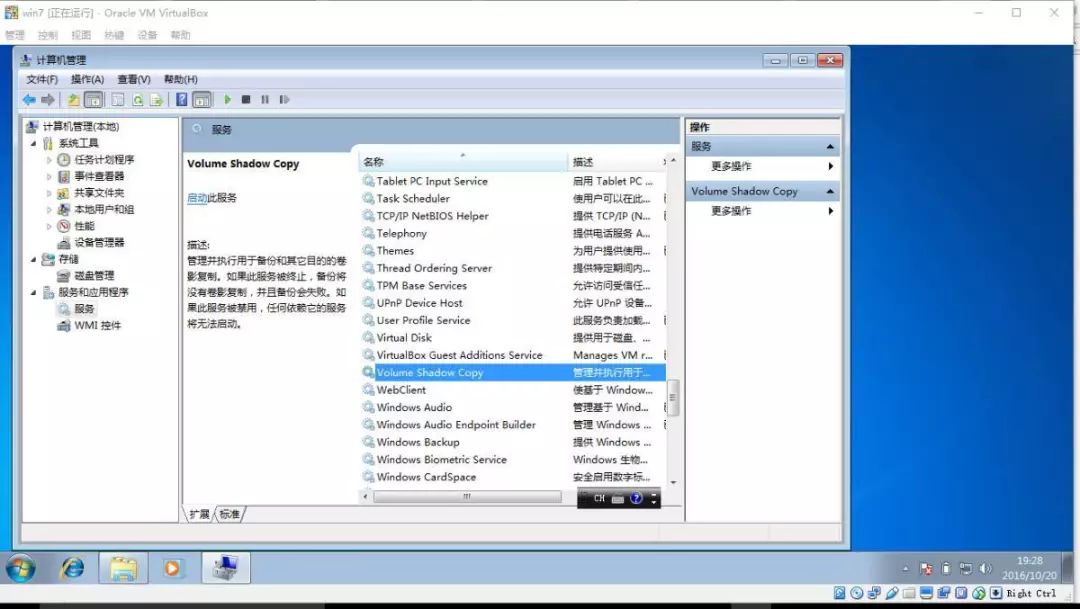 win7 [正在运行] - Oracle VM VirtualBox
管理 控制 视图 热键 设备 帮助
计算机管理
文件(F) 操作(A) 查看(V) 帮助(H)
计算机管理(本地)
系统工具
任务计划程序
事件查看器
共享文件夹
本地用户和组
性能
设备管理器
存储
磁盘管理
服务和应用程序
服务
WMI 控件
服务
Volume Shadow Copy
启动此服务
描述:
管理并执行用于备份和其它目的的卷
影复制。如果此服务被终止，备份将
没有卷影复制，并且备份会失败。如
果此服务被禁用，任何依赖它的服务
将无法启动。
名称 描述
Tablet PC Input Service 启用 Tablet PC ...
Task Scheduler 使用户可以在此...
TCP/IP NetBIOS Helper 提供 TCP/IP (N...
Telephony 提供电话服务 A...
Themes 为用户提供使用...
Thread Ordering Server 提供特定期间内...
TPM Base Services 允许访问受信任...
UPnP Device Host 允许 UPnP 设备...
User Profile Service 此服务负责加载...
Virtual Disk 提供用于磁盘、...
VirtualBox Guest Additions Service Manages VM r...
Volume Shadow Copy 管理并执行用于...
WebClient 使基于 Window...
Windows Audio 管理基于 Wind...
Windows Audio Endpoint Builder 管理 Windows ...
Windows Backup 提供 Windows ...
Windows Biometric Service Windows 生物...
Windows CardSpace 安全启用数字标...
扩展 标准
操作
服务
更多操作
Volume Shadow Copy
更多操作
CH
19:28
2016/10/20
Right Ctrl